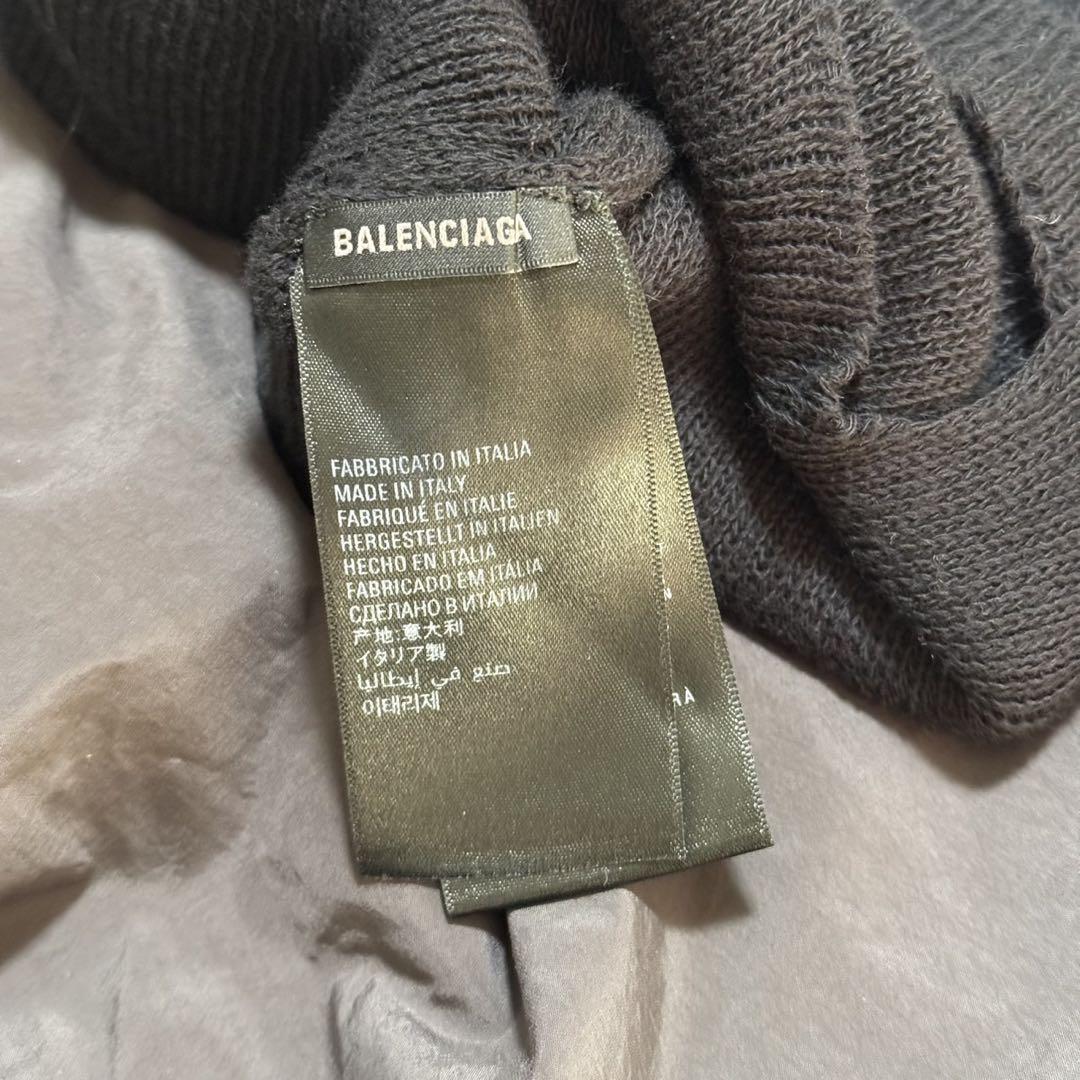 BALENCIAGA
FABBRICATO IN ITALIA
MADE IN ITALY
FABRIQUÉ EN ITALIE
HERGESTELLT IN ITALIEN
HECHO EN ITALIA
FABRICADO EM ITÁLIA
СДЕЛАНО В ИТАЛИИ
产地:意大利
イタリア製
صنع في إيطاليا
이태리제